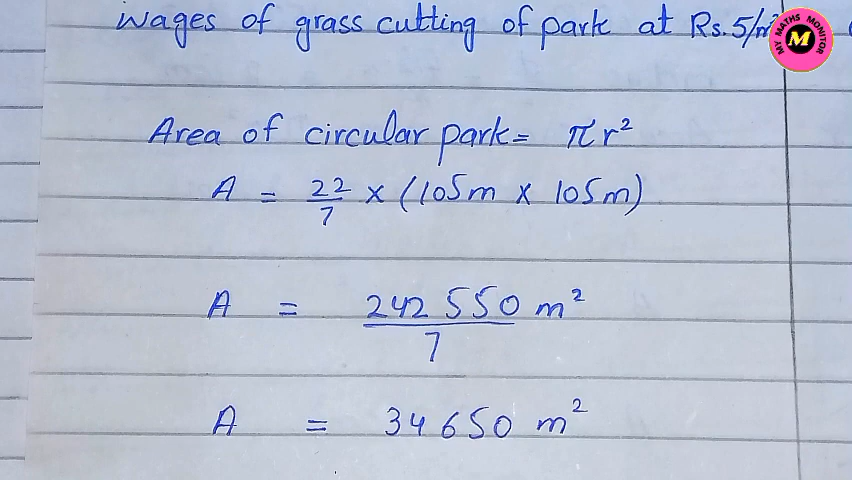 wages of grass cutting of park at Rs. 5/m²
MY MATHS MONITOR
M
Area of circular park = πr²
A = 22/7 × (105m × 105m)
A = 242550/7 m²
A = 34650 m²